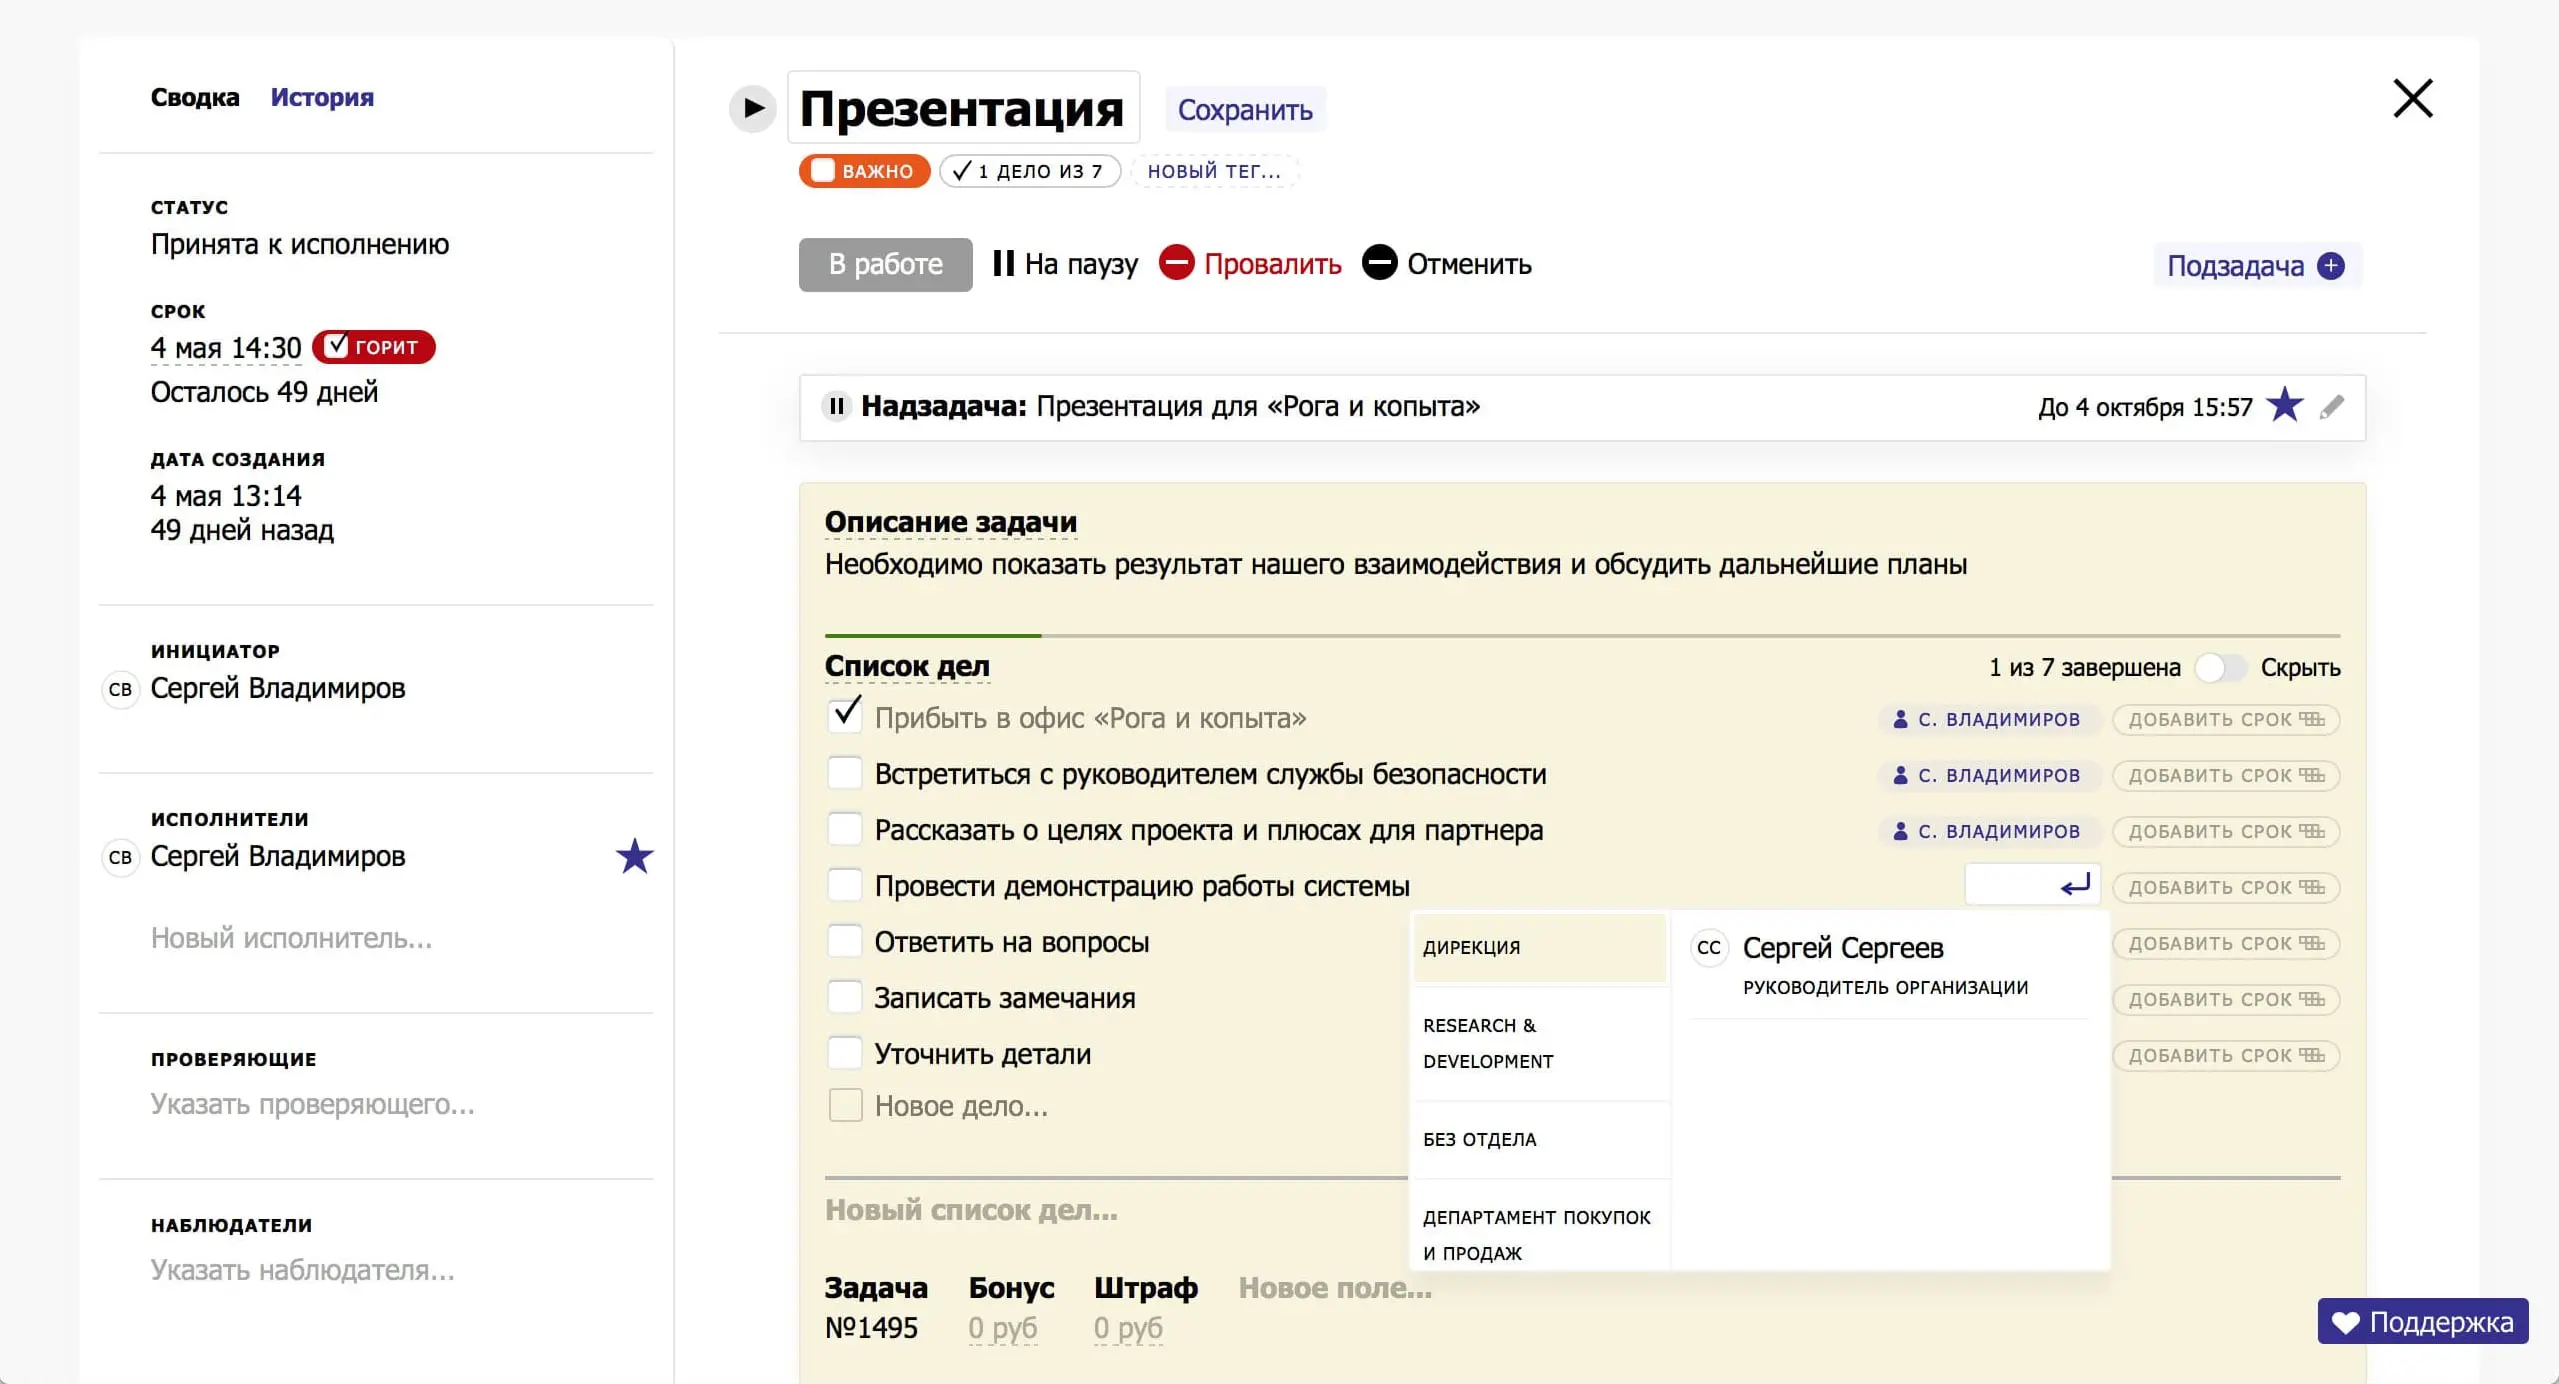 Сводка История
СТАТУС
Принята к исполнению
СРОК
4 мая 14:30 ГОРИТ
Осталось 49 дней
ДАТА СОЗДАНИЯ
4 мая 13:14
49 дней назад
ИНИЦИАТОР
СВ Сергей Владимиров
ИСПОЛНИТЕЛИ
СВ Сергей Владимиров
Новый исполнитель...
ПРОВЕРЯЮЩИЕ
Указать проверяющего...
НАБЛЮДАТЕЛИ
Указать наблюдателя...
Презентация Сохранить
ВАЖНО 1 ДЕЛО ИЗ 7 НОВЫЙ ТЕГ...
В работе На паузу Провалить Отменить Подзадача
Надзадача: Презентация для «Рога и копыта» До 4 октября 15:57
Описание задачи
Необходимо показать результат нашего взаимодействия и обсудить дальнейшие планы
Список дел 1 из 7 завершена Скрыть
Прибыть в офис «Рога и копыта» С. ВЛАДИМИРОВ ДОБАВИТЬ СРОК
Встретиться с руководителем службы безопасности С. ВЛАДИМИРОВ ДОБАВИТЬ СРОК
Рассказать о целях проекта и плюсах для партнера С. ВЛАДИМИРОВ ДОБАВИТЬ СРОК
Провести демонстрацию работы системы ДОБАВИТЬ СРОК
Ответить на вопросы ДОБАВИТЬ СРОК
Записать замечания ДОБАВИТЬ СРОК
Уточнить детали ДОБАВИТЬ СРОК
Новое дело...
ДИРЕКЦИЯ
RESEARCH &
DEVELOPMENT
БЕЗ ОТДЕЛА
ДЕПАРТАМЕНТ ПОКУПОК
И ПРОДАЖ
СС Сергей Сергеев
РУКОВОДИТЕЛЬ ОРГАНИЗАЦИИ
Новый список дел...
Задача Бонус Штраф Новое поле...
№1495 0 руб 0 руб
Поддержка